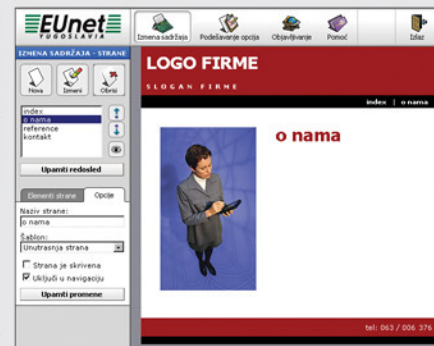 EUnet
YUGOSLAVIA
Izmena sadržaja
Podešavanje opcija
Objavljivanje
Pomoć
Izlaz
IZMENA SADRŽAJA - STRANE
Nova
Izmeni
Obriši
index
o nama
reference
kontakt
Upamti redosled
Elementi strane
Opcije
Naziv strane:
o nama
Šablon:
Unutrasnja strana
Strana je skrivena
Uključi u navigaciju
Upamti promene
LOGO FIRME
SLOGAN FIRME
index | o nama
o nama
tel: 063 / 006 376